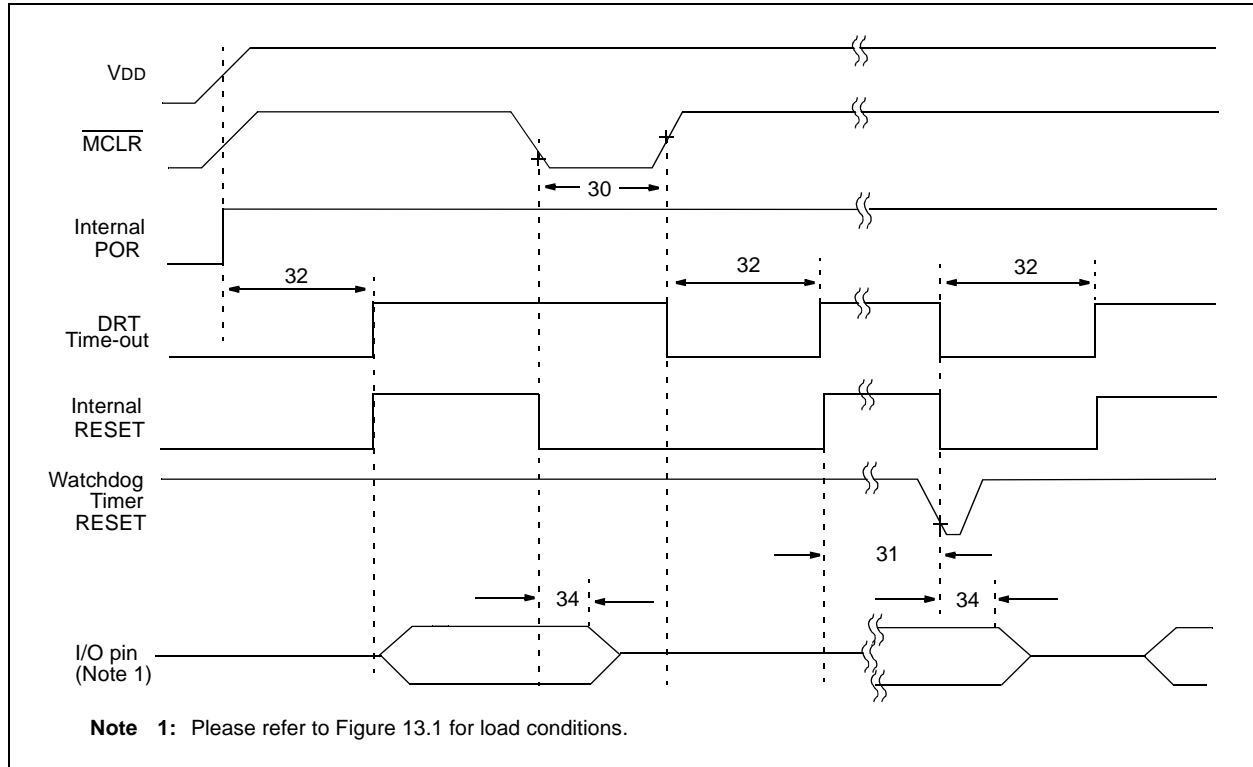 VDD
MCLR
30
Internal
POR
32
32
32
DRT
Time-out
Internal
RESET
Watchdog
Timer
RESET
31
34
34
I/O pin
(Note 1)
Note 1: Please refer to Figure 13.1 for load conditions.